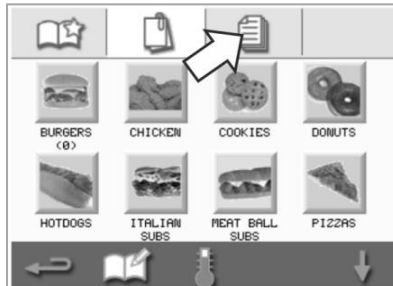 BURGERS
(0)
CHICKEN
COOKIES
DONUTS
HOTDOGS
ITALIAN
SUBS
MEAT BALL
SUBS
PIZZAS